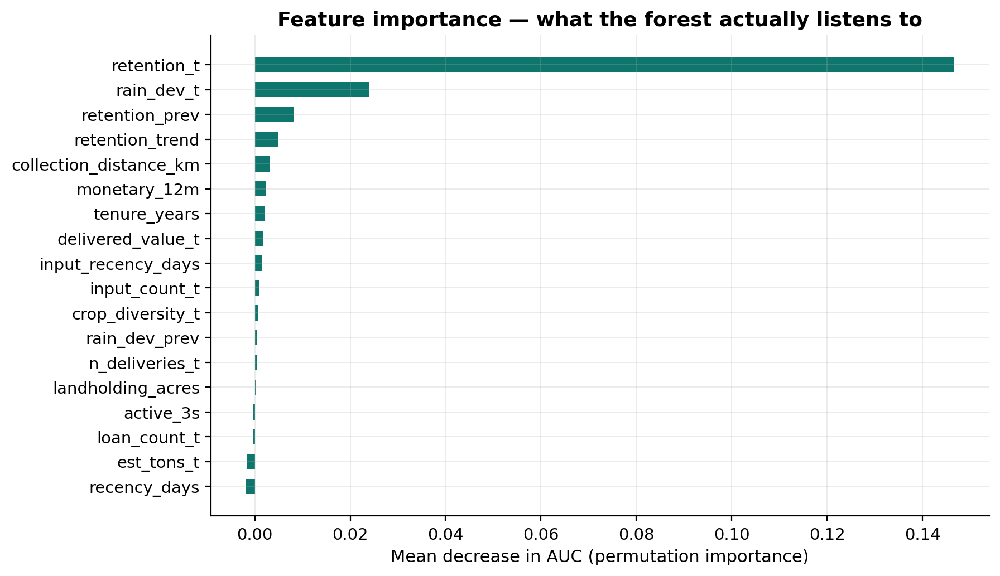 Feature importance — what the forest actually listens to
retention_t
rain_dev_t
retention_prev
retention_trend
collection_distance_km
monetary_12m
tenure_years
delivered_value_t
input_recency_days
input_count_t
crop_diversity_t
rain_dev_prev
n_deliveries_t
landholding_acres
active_3s
loan_count_t
est_tons_t
recency_days
0.00 0.02 0.04 0.06 0.08 0.10 0.12 0.14
Mean decrease in AUC (permutation importance)